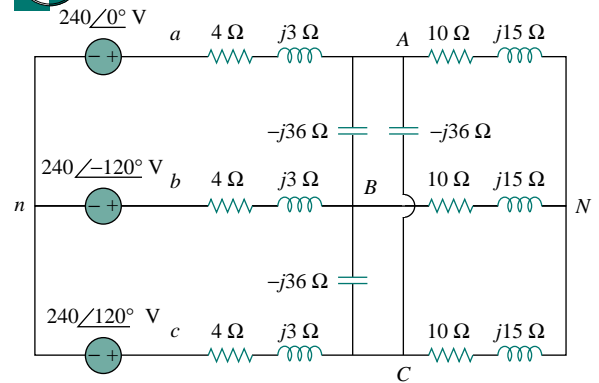 240∠0° V
a 4 Ω j3 Ω A 10 Ω j15 Ω
−j36 Ω −j36 Ω
240∠−120° V
b 4 Ω j3 Ω B 10 Ω j15 Ω
n N
−j36 Ω
240∠120° V
c 4 Ω j3 Ω 10 Ω j15 Ω
C